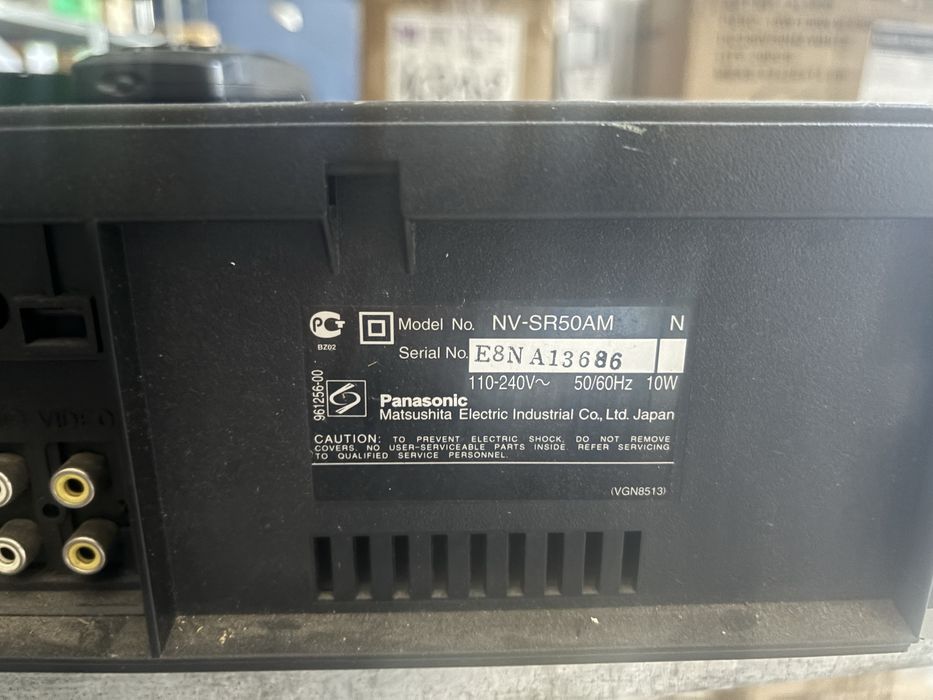 Model No. NV-SR50AM N
BZ02
Serial No. E8NA13686
110-240V~ 50/60Hz 10W
961256-00
Panasonic
Matsushita Electric Industrial Co., Ltd. Japan
CAUTION: TO PREVENT ELECTRIC SHOCK, DO NOT REMOVE
COVERS. NO USER-SERVICEABLE PARTS INSIDE. REFER SERVICING
TO QUALIFIED SERVICE PERSONNEL.
(VGN8513)
VIDEO